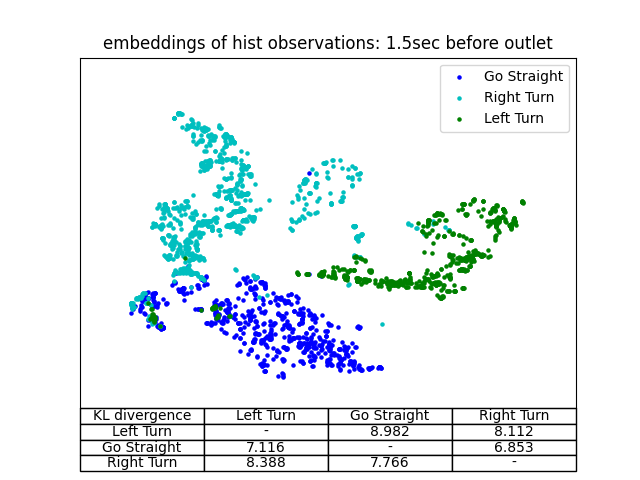 embeddings of hist observations: 1.5sec before outlet
Go Straight
Right Turn
Left Turn
KL divergence Left Turn Go Straight Right Turn
Left Turn - 8.982 8.112
Go Straight 7.116 - 6.853
Right Turn 8.388 7.766 -